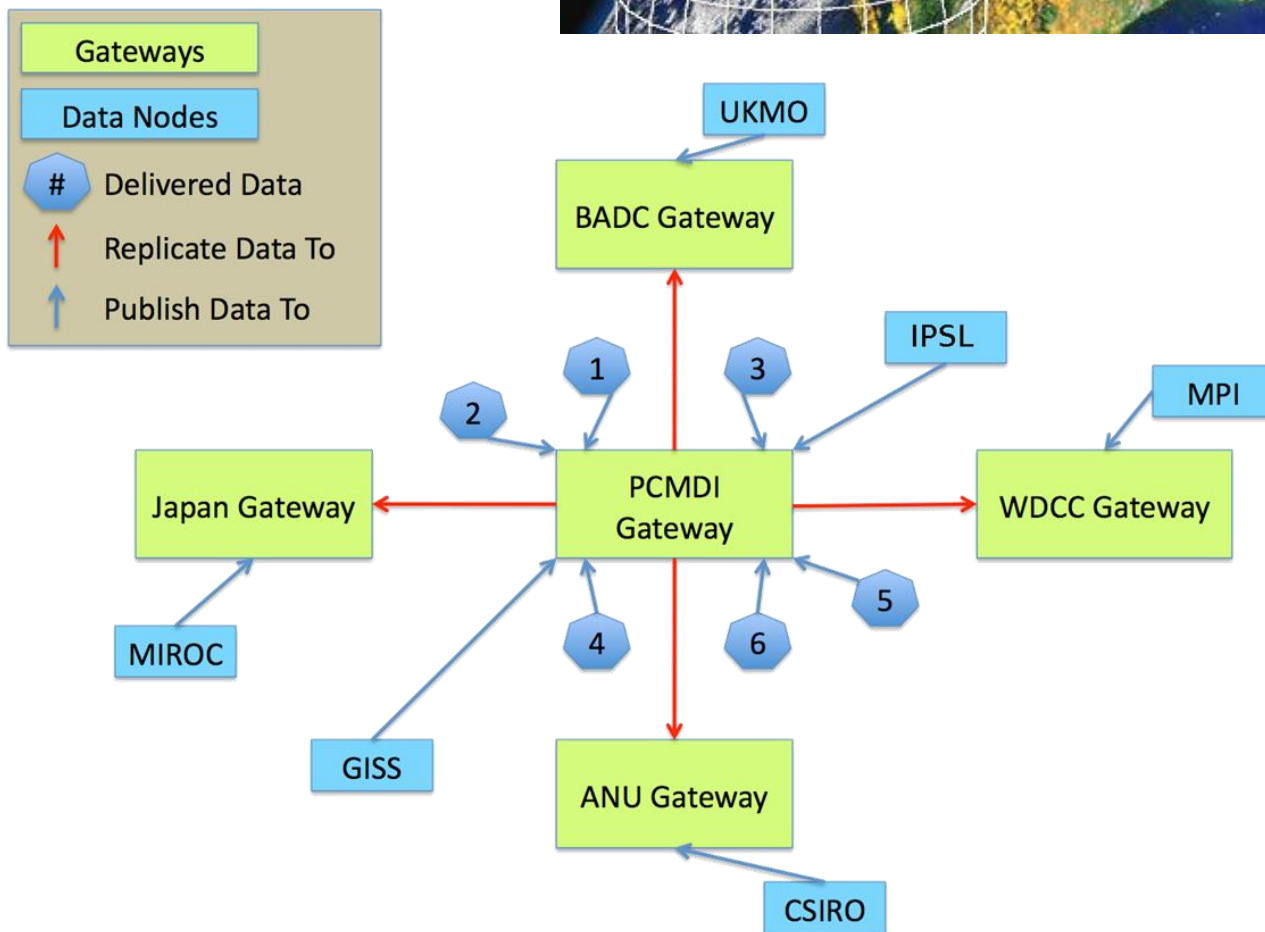 Gateways
Data Nodes
# Delivered Data
Replicate Data To
Publish Data To
UKMO
BADC Gateway
IPSL
1
3
MPI
2
Japan Gateway
PCMDI
Gateway
WDCC Gateway
5
MIROC
4
6
GISS
ANU Gateway
CSIRO